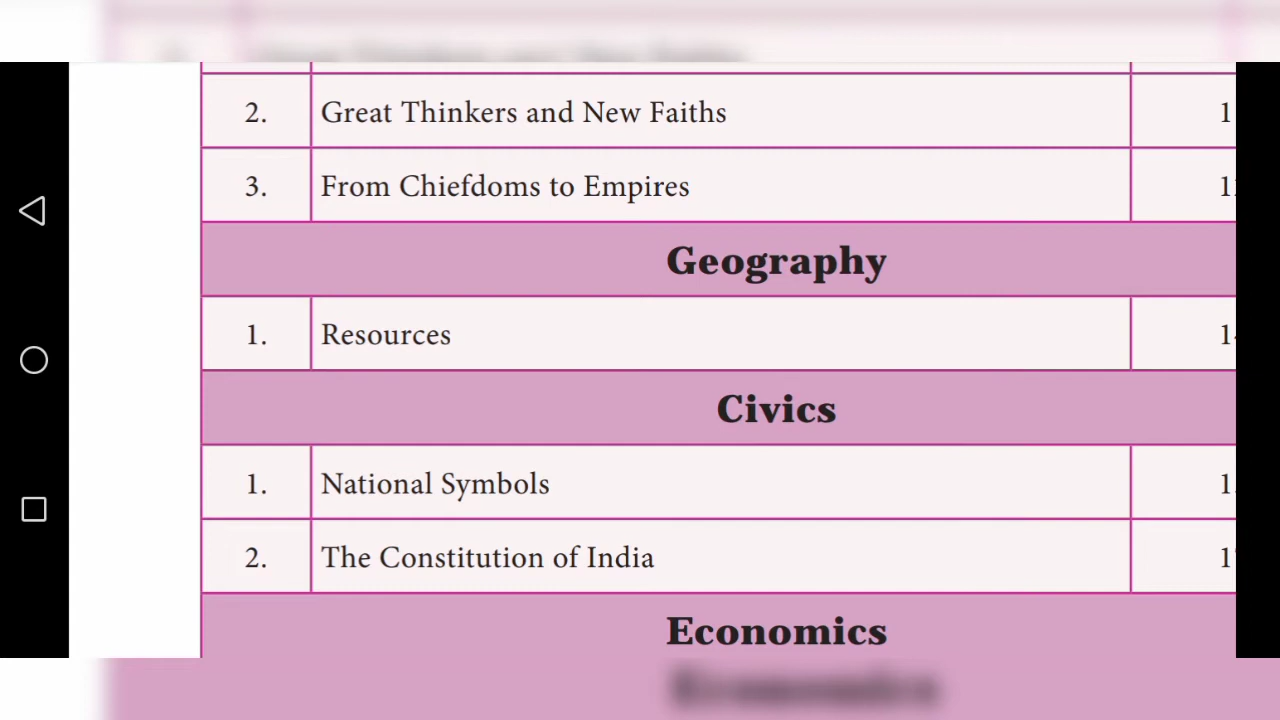 2. Great Thinkers and New Faiths 1
3. From Chiefdoms to Empires
Geography
1. Resources
Civics
1. National Symbols
2. The Constitution of India
Economics